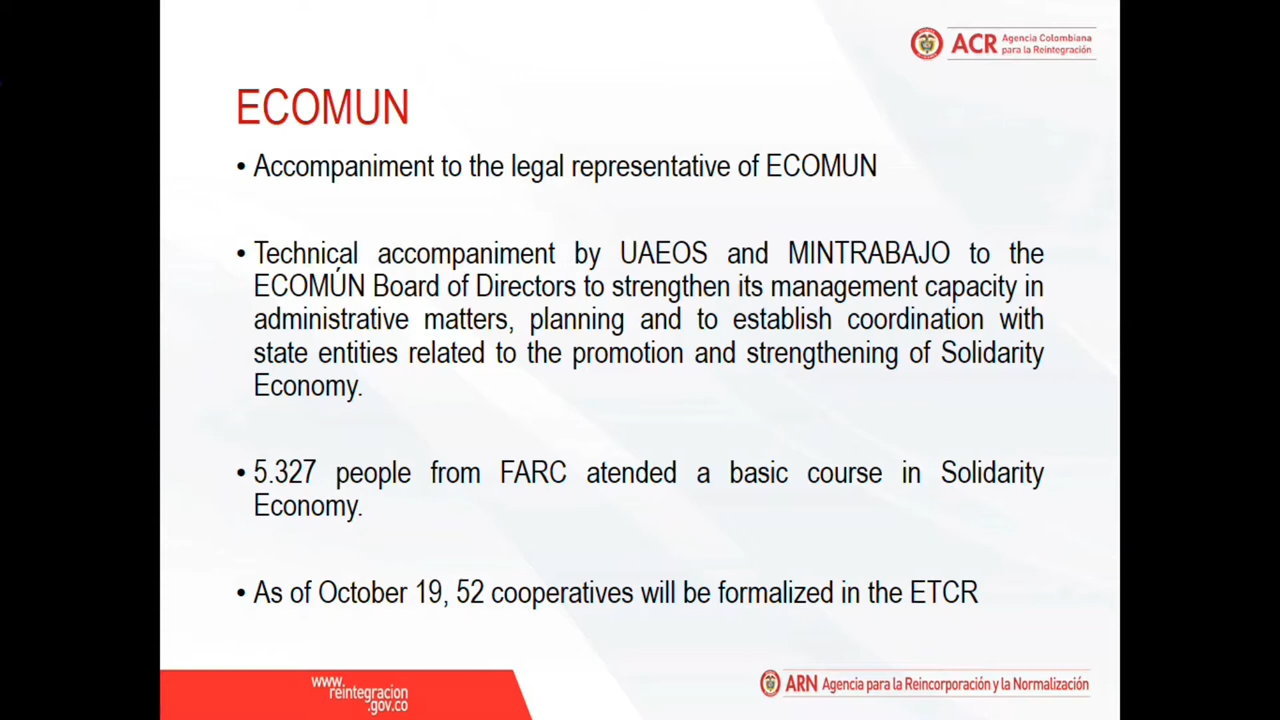 ACR Agencia Colombiana
para la Reintegración
ECOMUN
• Accompaniment to the legal representative of ECOMUN
• Technical accompaniment by UAEOS and MINTRABAJO to the
ECOMÚN Board of Directors to strengthen its management capacity in
administrative matters, planning and to establish coordination with
state entities related to the promotion and strengthening of Solidarity
Economy.
• 5.327 people from FARC atended a basic course in Solidarity
Economy.
• As of October 19, 52 cooperatives will be formalized in the ETCR
www.
reintegracion
.gov.co
ARN Agencia para la Reincorporación y la Normalización